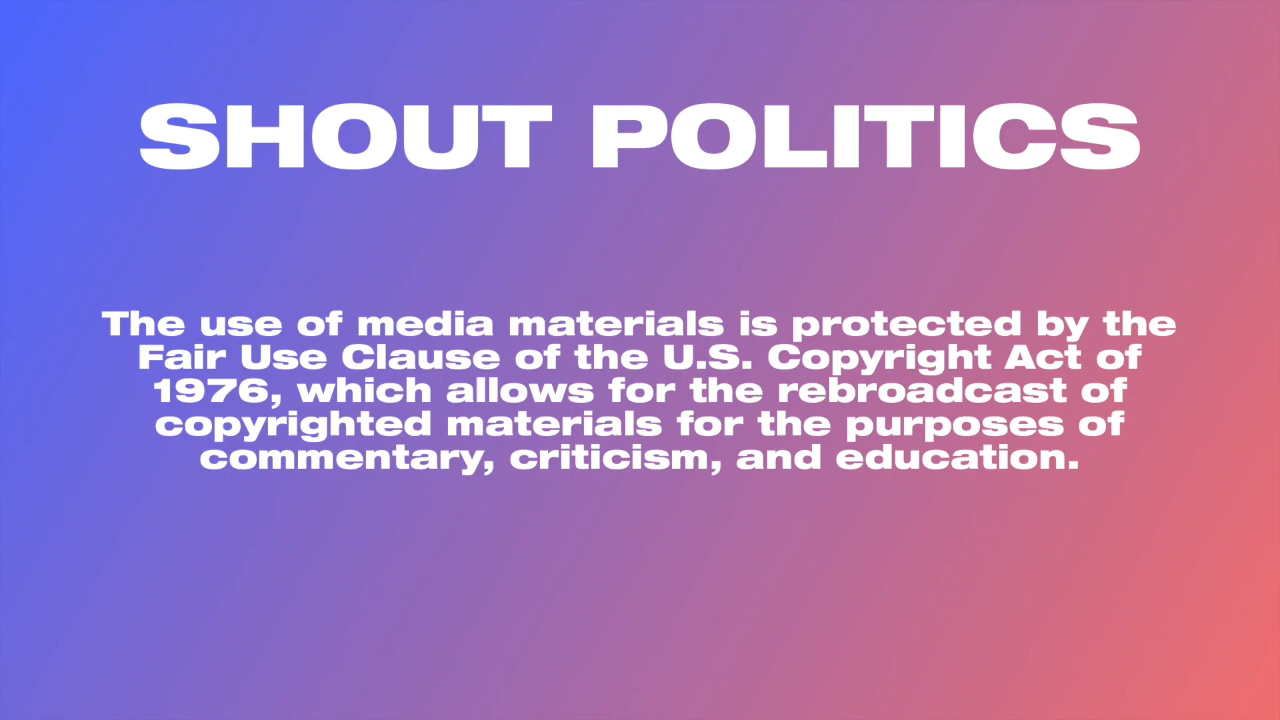 SHOUT POLITICS
The use of media materials is protected by the
Fair Use Clause of the U.S. Copyright Act of
1976, which allows for the rebroadcast of
copyrighted materials for the purposes of
commentary, criticism, and education.